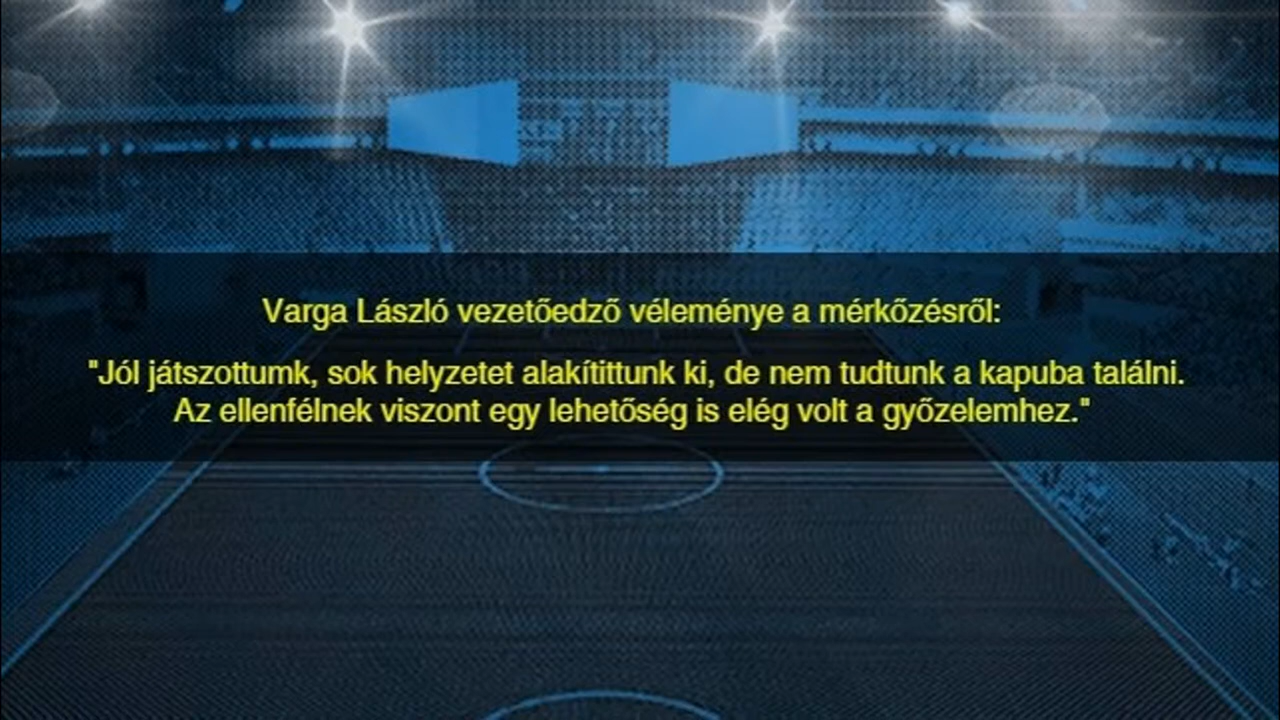 Varga László vezetőedző véleménye a mérkőzésről:
"Jól játszottumk, sok helyzetet alakítittunk ki, de nem tudtunk a kapuba találni.
Az ellenfélnek viszont egy lehetőség is elég volt a győzelemhez."